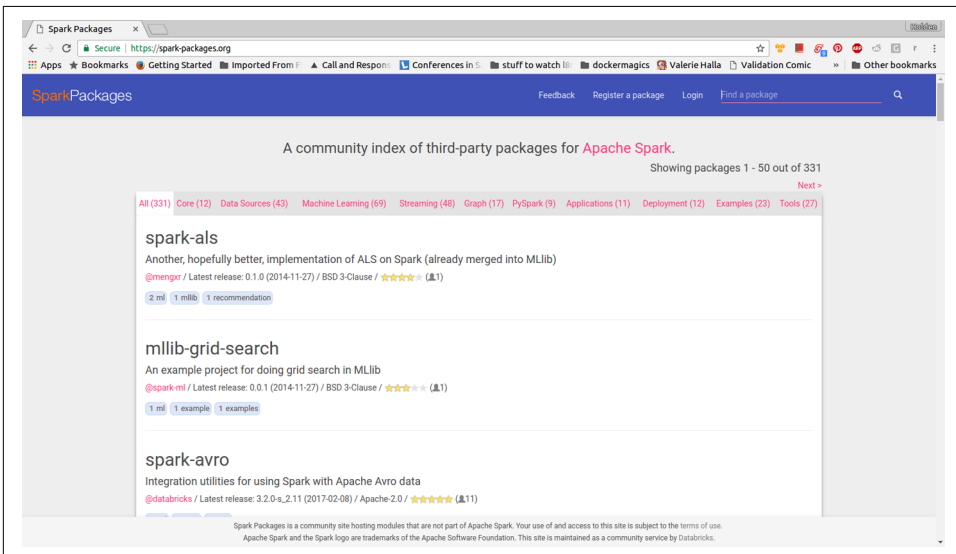 Spark Packages
Holden
Secure | https://spark-packages.org
Apps Bookmarks Getting Started Imported From F Call and Respons Conferences in S stuff to watch l8 dockermagics Valerie Halla Validation Comic » Other bookmarks
SparkPackages Feedback Register a package Login Find a package
A community index of third-party packages for Apache Spark.
Showing packages 1 - 50 out of 331
Next >
All (331) Core (12) Data Sources (43) Machine Learning (69) Streaming (48) Graph (17) PySpark (9) Applications (11) Deployment (12) Examples (23) Tools (27)
spark-als
Another, hopefully better, implementation of ALS on Spark (already merged into MLlib)
@mengxr / Latest release: 0.1.0 (2014-11-27) / BSD 3-Clause / (1)
2 ml 1 mllib 1 recommendation
mllib-grid-search
An example project for doing grid search in MLlib
@spark-ml / Latest release: 0.0.1 (2014-11-27) / BSD 3-Clause / (1)
1 ml 1 example 1 examples
spark-avro
Integration utilities for using Spark with Apache Avro data
@databricks / Latest release: 3.2.0-s_2.11 (2017-02-08) / Apache-2.0 / (11)
Spark Packages is a community site hosting modules that are not part of Apache Spark. Your use of and access to this site is subject to the terms of use.
Apache Spark and the Spark logo are trademarks of the Apache Software Foundation. This site is maintained as a community service by Databricks.